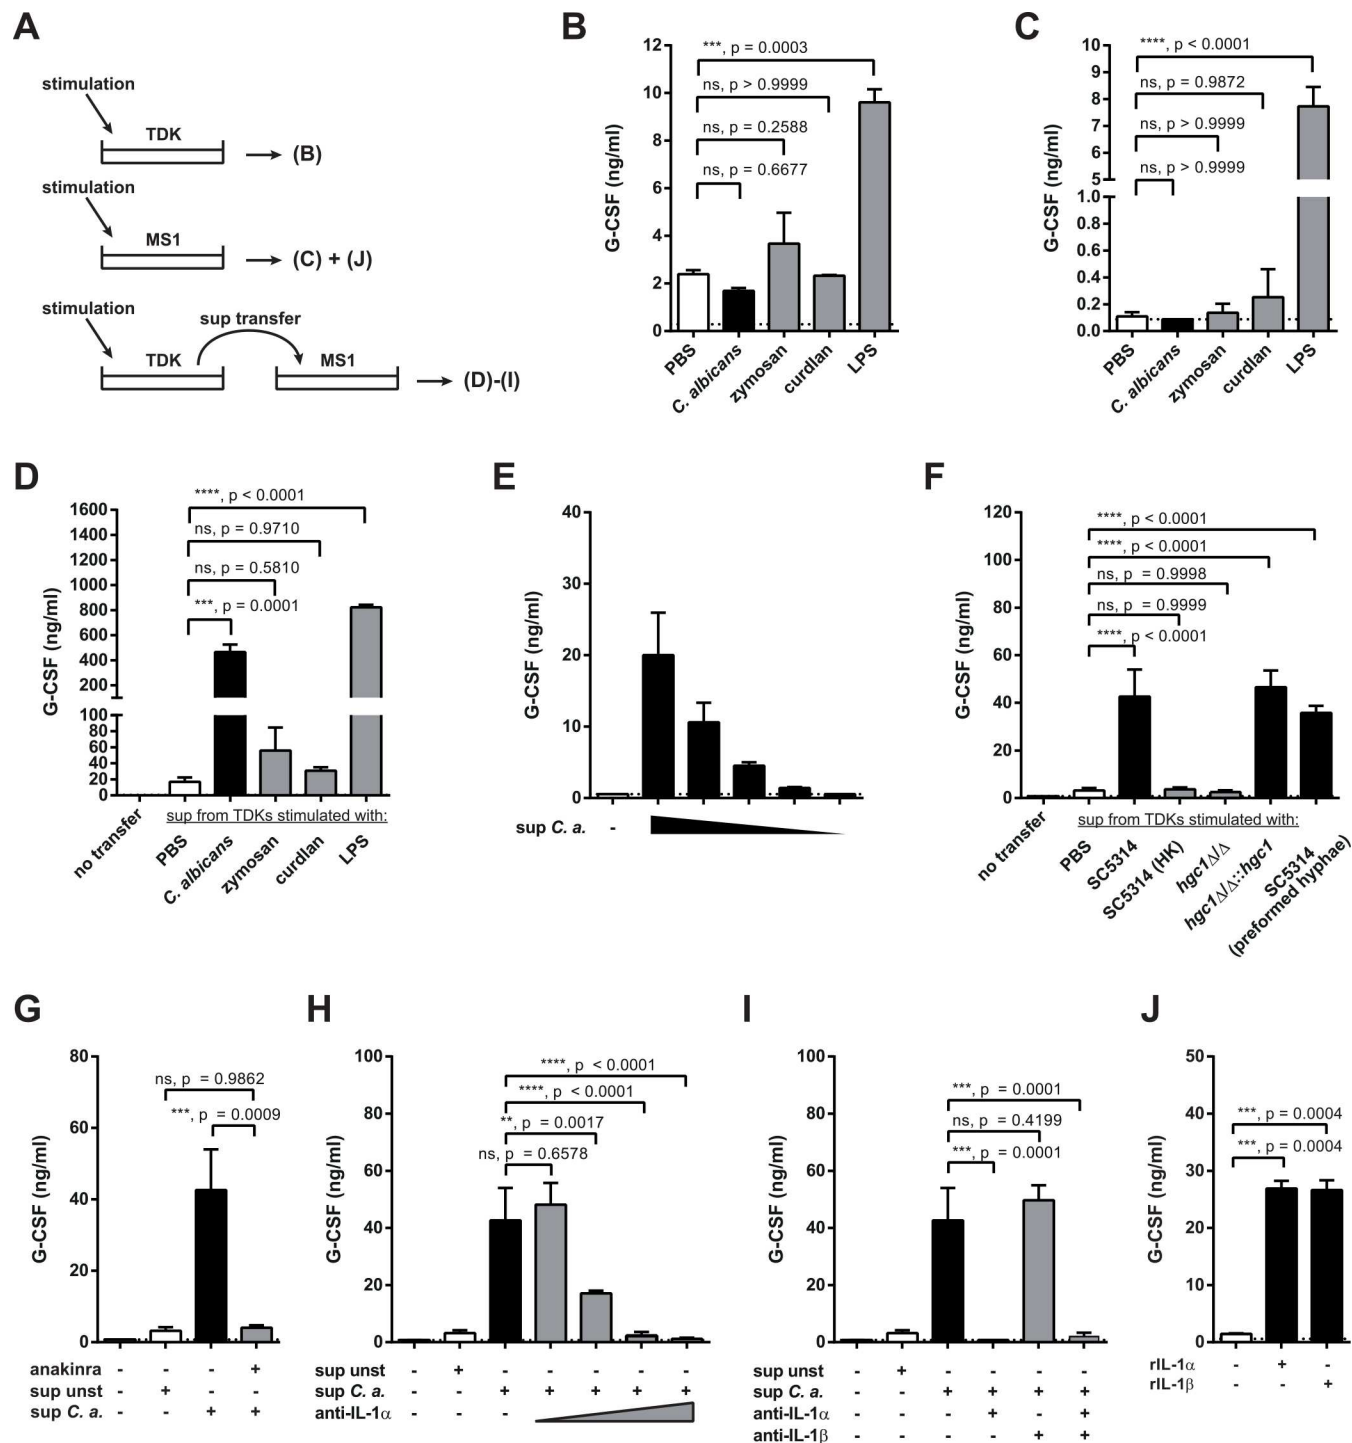 A
stimulation
TDK
(B)
stimulation
MS1
(C) + (J)
stimulation
sup transfer
TDK
MS1
(D)-(I)
B
G-CSF (ng/ml)
12
10
8
6
4
2
0
***, p = 0.0003
ns, p > 0.9999
ns, p = 0.2588
ns, p = 0.6677
PBS
C. albicans
zymosan
curdlan
LPS
C
G-CSF (ng/ml)
10
9
8
7
6
5
1.0
0.8
0.6
0.4
0.2
0.0
****, p < 0.0001
ns, p = 0.9872
ns, p > 0.9999
ns, p > 0.9999
PBS
C. albicans
zymosan
curdlan
LPS
D
G-CSF (ng/ml)
1600
1400
1200
1000
800
600
400
200
100
80
60
40
20
0
****, p < 0.0001
ns, p = 0.9710
ns, p = 0.5810
***, p = 0.0001
sup from TDKs stimulated with:
no transfer
PBS
C. albicans
zymosan
curdlan
LPS
E
G-CSF (ng/ml)
40
30
20
10
0
sup C. a. -
F
G-CSF (ng/ml)
120
100
80
60
40
20
0
****, p < 0.0001
****, p < 0.0001
ns, p = 0.9998
ns, p = 0.9999
****, p < 0.0001
sup from TDKs stimulated with:
no transfer
PBS
SC5314
SC5314 (HK)
hgc1Δ/Δ
hgc1Δ/Δ::hgc1
SC5314
(preformed hyphae)
G
G-CSF (ng/ml)
80
60
40
20
0
ns, p = 0.9862
***, p = 0.0009
anakinra - - - +
sup unst - + - -
sup C. a. - - + +
H
G-CSF (ng/ml)
100
80
60
40
20
0
****, p < 0.0001
****, p < 0.0001
**, p = 0.0017
ns, p = 0.6578
sup unst - + - - - - -
sup C. a. - - + + + + +
anti-IL-1α - - -
I
G-CSF (ng/ml)
100
80
60
40
20
0
***, p = 0.0001
ns, p = 0.4199
***, p = 0.0001
sup unst - + - - - -
sup C. a. - - + + + +
anti-IL-1α - - - + - +
anti-IL-1β - - - - + +
J
G-CSF (ng/ml)
50
40
30
20
10
0
***, p = 0.0004
***, p = 0.0004
rIL-1α - + -
rIL-1β - - +